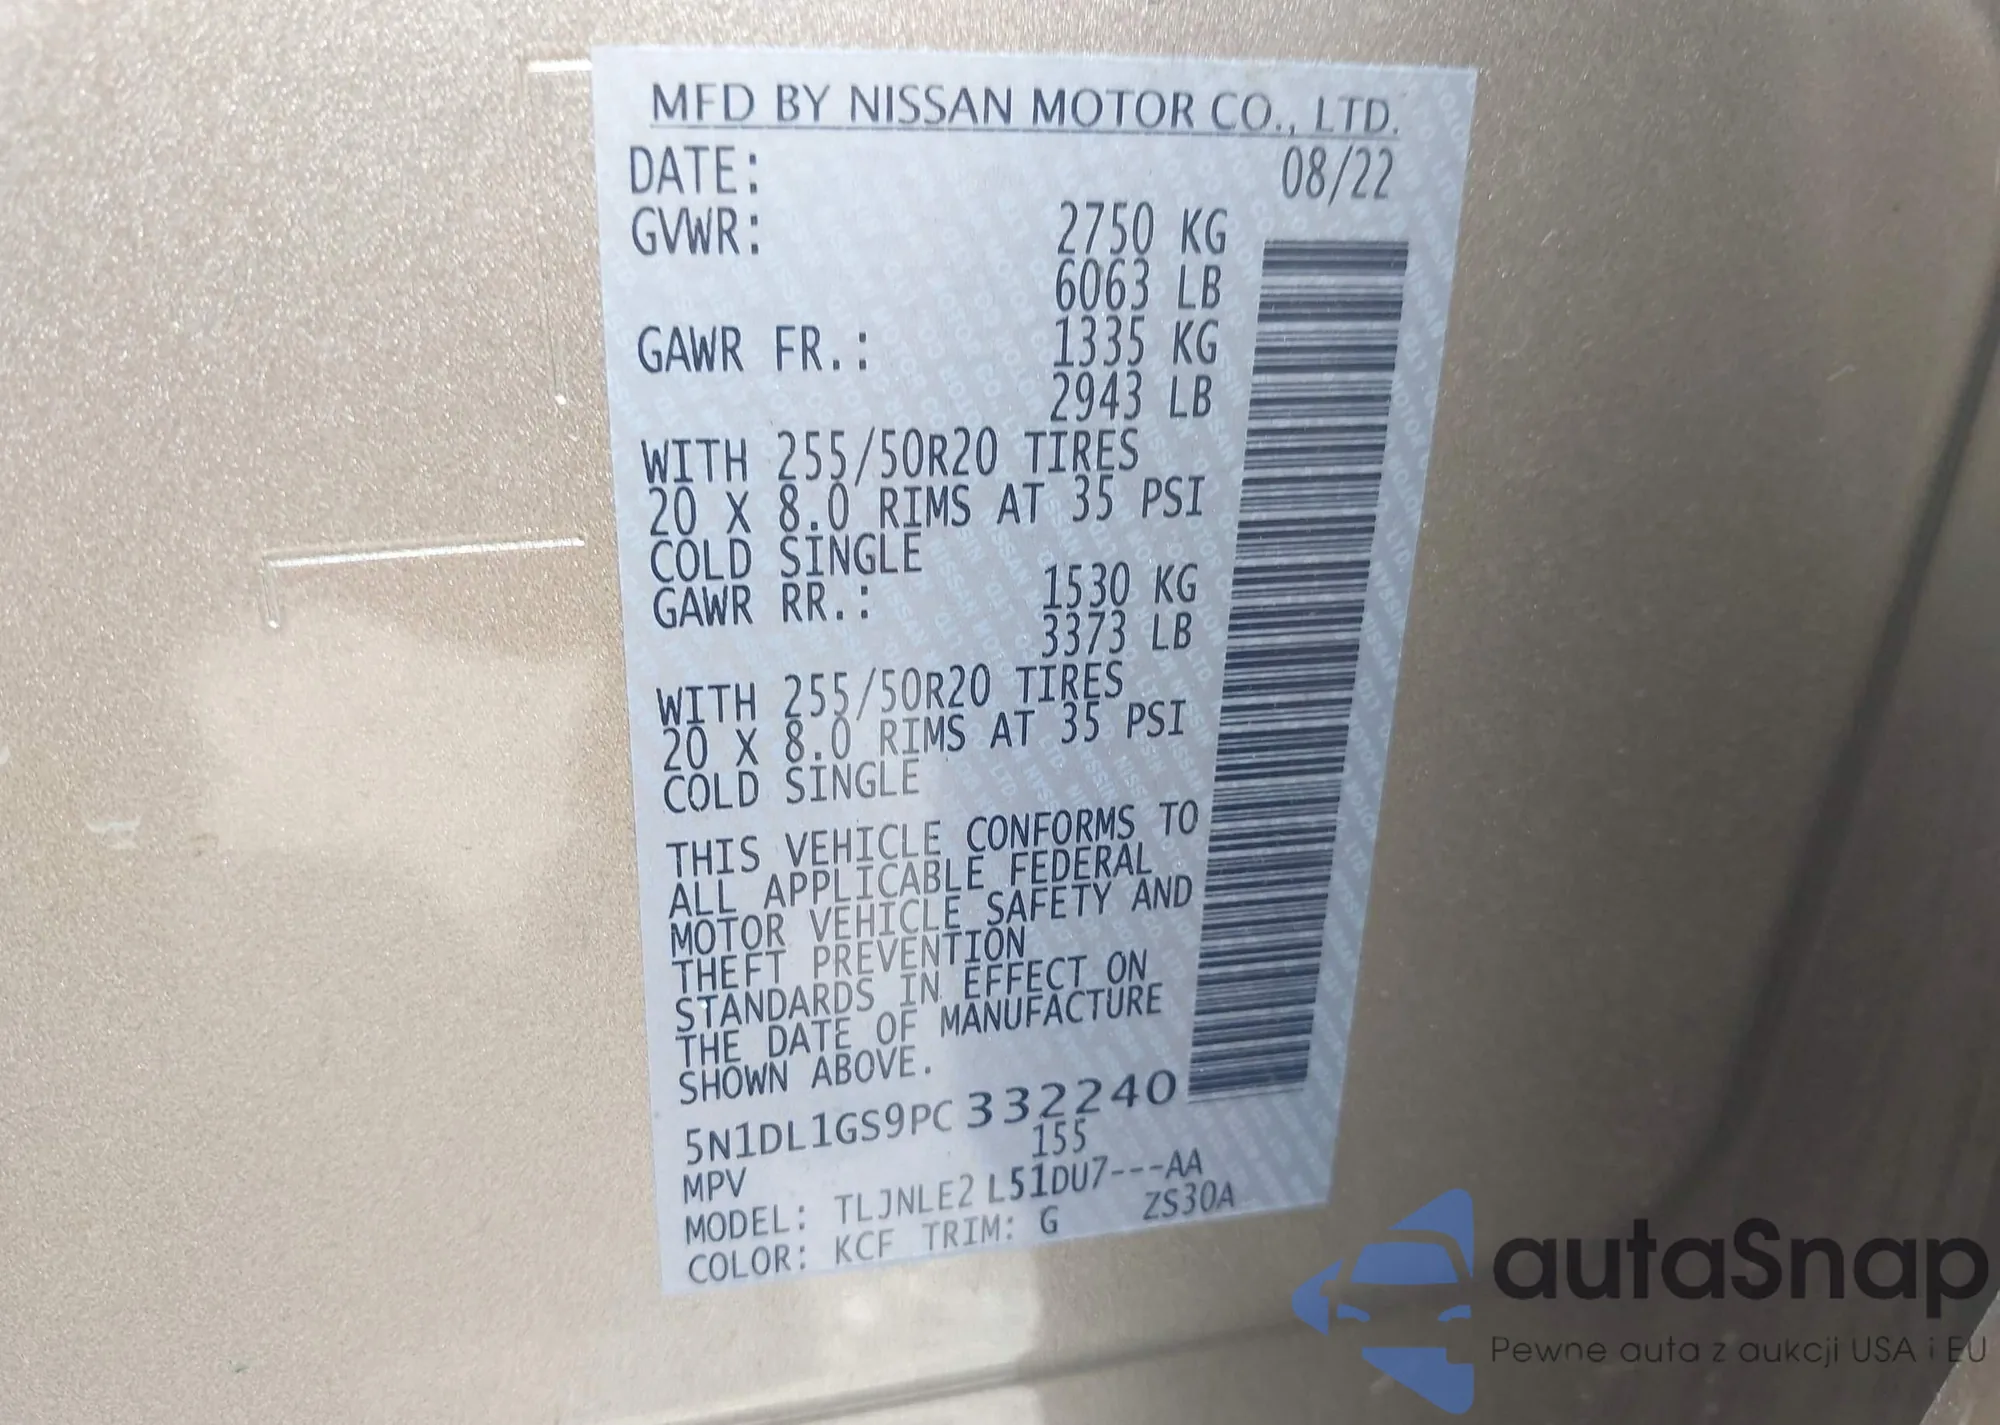 MFD BY NISSAN MOTOR CO., LTD.
DATE: 08/22
GVWR: 2750 KG
6063 LB
GAWR FR.: 1335 KG
2943 LB
WITH 255/50R20 TIRES
20 X 8.0 RIMS AT 35 PSI
COLD SINGLE
GAWR RR.: 1530 KG
3373 LB
WITH 255/50R20 TIRES
20 X 8.0 RIMS AT 35 PSI
COLD SINGLE
THIS VEHICLE CONFORMS TO
ALL APPLICABLE FEDERAL
MOTOR VEHICLE SAFETY AND
THEFT PREVENTION
STANDARDS IN EFFECT ON
THE DATE OF MANUFACTURE
SHOWN ABOVE.
5N1DL1GS9PC332240
MPV 155
MODEL: TLJNLE2 L51DU7---AA
COLOR: KCF TRIM: G ZS30A
autoSnap
Pewne auta z aukcji USA i EU